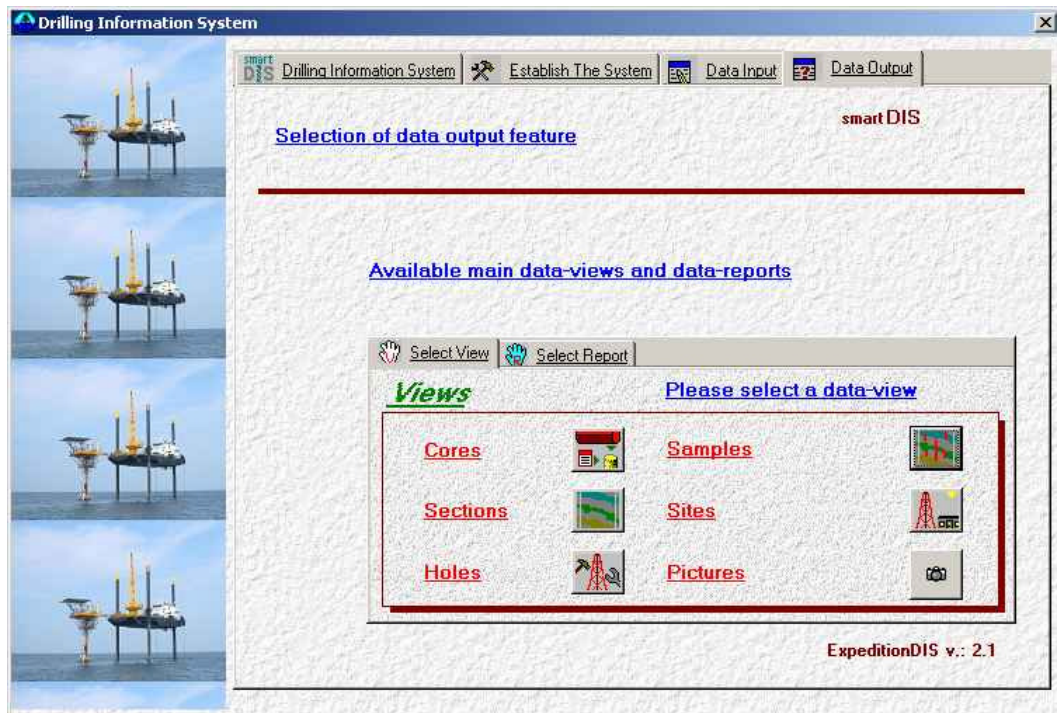 Drilling Information System
smart
DIS
Drilling Information System
Establish The System
Data Input
Data Output
Selection of data output feature
smartDIS
Available main data-views and data-reports
Select View
Select Report
Views
Please select a data-view
Cores
Samples
Sections
Sites
Holes
Pictures
ExpeditionDIS v.: 2.1